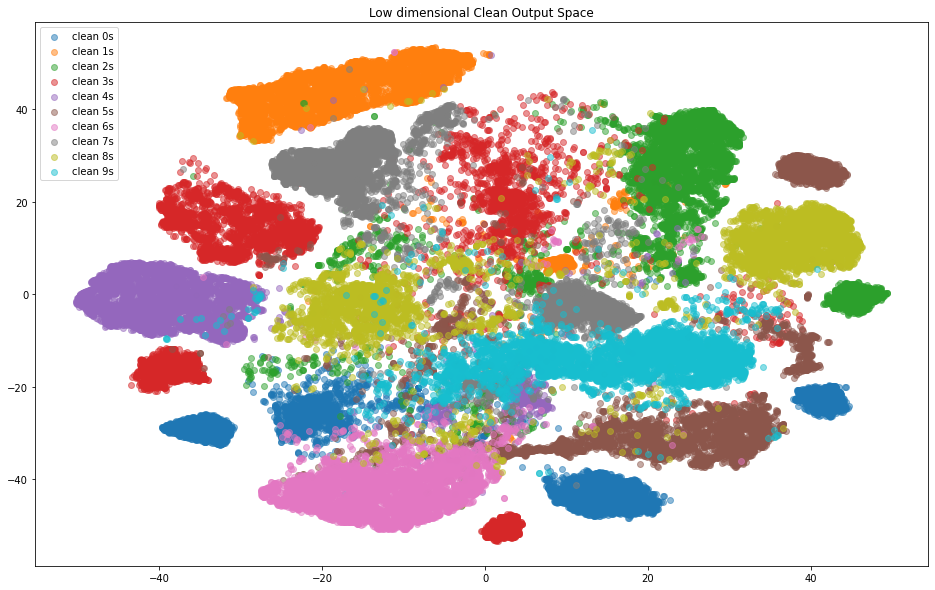 Low dimensional Clean Output Space
clean 0s
clean 1s
clean 2s
clean 3s
clean 4s
clean 5s
clean 6s
clean 7s
clean 8s
clean 9s
40
20
0
−20
−40
−40
−20
0
20
40